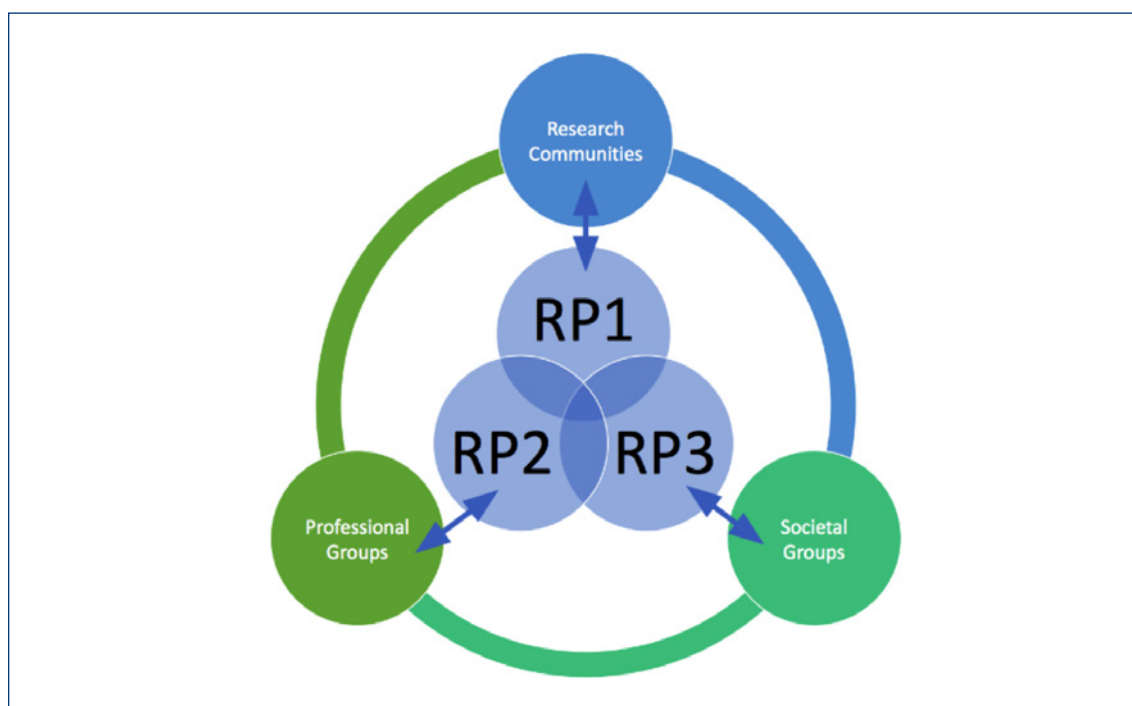 Research
Communities
RP1
RP2
RP3
Professional
Groups
Societal
Groups